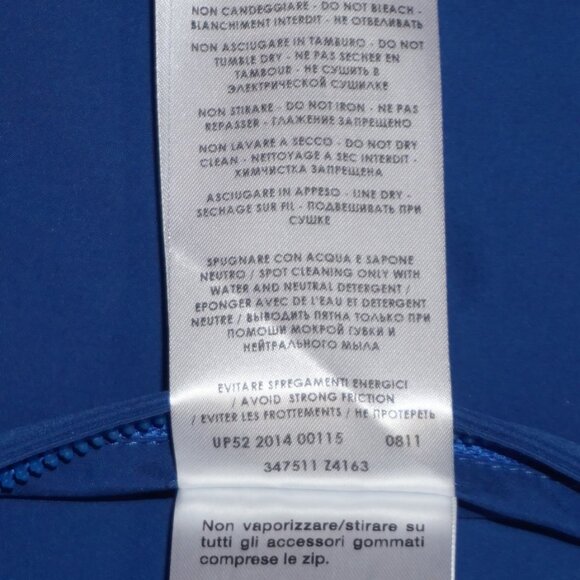 NON CANDEGGIARE - DO NOT BLEACH -
BLANCHIMENT INTERDIT - НЕ ОТБЕЛИВАТЬ
NON ASCIUGARE IN TAMBURO - DO NOT
TUMBLE DRY - NE PAS SECHER EN
TAMBOUR - НЕ СУШИТЬ В
ЭЛЕКТРИЧЕСКОЙ СУШИЛКЕ
NON STIRARE - DO NOT IRON - NE PAS
REPASSER - ГЛАЖЕНИЕ ЗАПРЕЩЕНО
NON LAVARE A SECCO - DO NOT DRY
CLEAN - NETTOYAGE A SEC INTERDIT -
ХИМЧИСТКА ЗАПРЕЩЕНА
ASCIUGARE IN APPESO - LINE DRY -
SECHAGE SUR FIL - ПОДВЕШИВАТЬ ПРИ
СУШКЕ
SPUGNARE CON ACQUA E SAPONE
NEUTRO / SPOT CLEANING ONLY WITH
WATER AND NEUTRAL DETERGENT /
EPONGER AVEC DE L'EAU ET DETERGENT
NEUTRE / ВЫВОДИТЬ ПЯТНА ТОЛЬКО ПРИ
ПОМОЩИ МОКРОЙ ГУБКИ И
НЕЙТРАЛЬНОГО МЫЛА
EVITARE SFREGAMENTI ENERGICI
/ AVOID STRONG FRICTION
/ EVITER LES FROTTEMENTS / НЕ ПРОТЕРЕТЬ
UP52 2014 00115 0811
347511 Z4163
Non vaporizzare/stirare su
tutti gli accessori gommati
comprese le zip.